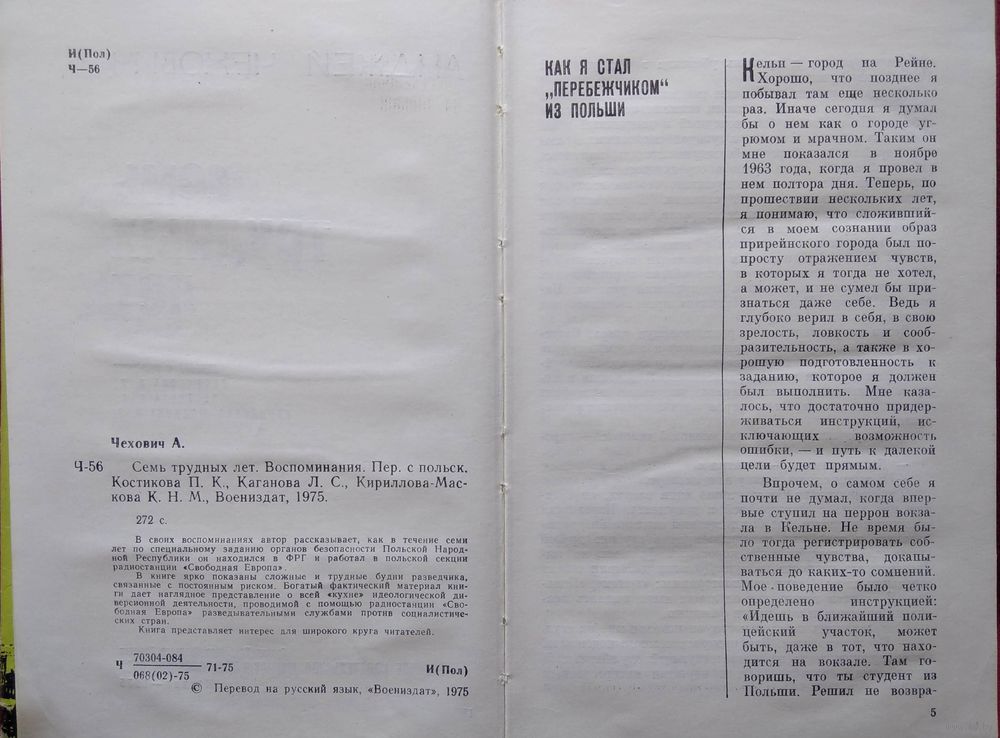 И(Пол)
Ч—56
Чехович А.
Ч-56
Семь трудных лет. Воспоминания. Пер. с польск.
Костикова П. К., Каганова Л. С., Кириллова-Мас-
кова К. Н. М., Воениздат, 1975.
272 с.
В своих воспоминаниях автор рассказывает, как в течение семи
лет по специальному заданию органов безопасности Польской Народ-
ной Республики он находился в ФРГ и работал в польской секции
радиостанции «Свободная Европа».
В книге ярко показаны сложные и трудные будни разведчика,
связанные с постоянным риском. Богатый фактический материал кни-
ги дает наглядное представление о всей «кухне» идеологической ди-
версионной деятельности, проводимой с помощью радиостанции «Сво-
бодная Европа» разведывательными службами против социалистиче-
ских стран.
Книга представляет интерес для широкого круга читателей.
Ч 70304-084
068(02)-75
71-75
И(Пол)
© Перевод на русский язык, «Воениздат», 1975
КАК Я СТАЛ
„ПЕРЕБЕЖЧИКОМ“
ИЗ ПОЛЬШИ
Кельн — город на Рейне.
Хорошо, что позднее я
побывал там еще несколько
раз. Иначе сегодня я думал
бы о нем как о городе уг-
рюмом и мрачном. Таким он
мне показался в ноябре
1963 года, когда я провел в
нем полтора дня. Теперь, по
прошествии нескольких лет,
я понимаю, что сложивший-
ся в моем сознании образ
прирейнского города был по-
просту отражением чувств,
в которых я тогда не хотел,
а может, и не сумел бы при-
знаться даже себе. Ведь я
глубоко верил в себя, в свою
зрелость, ловкость и сооб-
разительность, а также в хо-
рошую подготовленность к
заданию, которое я должен
был выполнить. Мне каза-
лось, что достаточно придер-
живаться инструкций, ис-
ключающих возможность
ошибки, — и путь к далекой
цели будет прямым.
Впрочем, о самом себе я
почти не думал, когда впер-
вые ступил на перрон вокза-
ла в Кельне. Не время бы-
ло тогда регистрировать соб-
ственные чувства, докапы-
ваться до каких-то сомнений.
Мое поведение было четко
определено инструкцией:
«Идешь в ближайший поли-
цейский участок, может
быть, даже в тот, что нахо-
дится на вокзале. Там го-
воришь, что ты студент из
Польши. Решил не возвра-
5